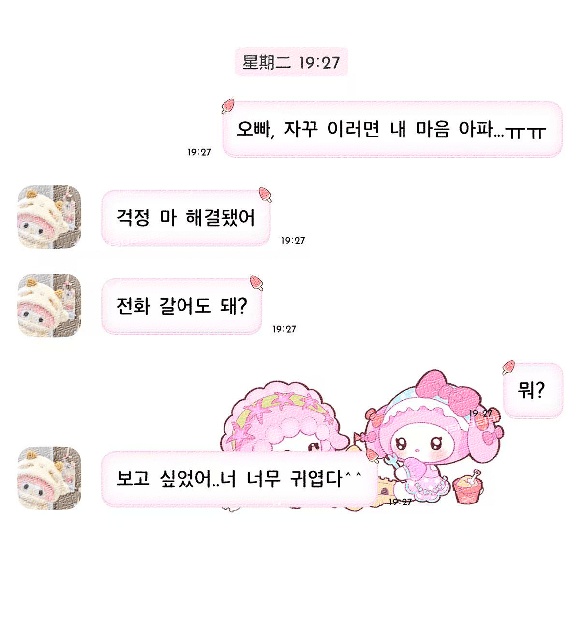 星期二 19:27
오빠, 자꾸 이러면 내 마음 아파...ㅠㅠ
19:27
걱정 마 해결됐어
19:27
전화 갈어도 돼?
19:27
뭐?
19:27
보고 싶었어..너 너무 귀엽다^^
19:27